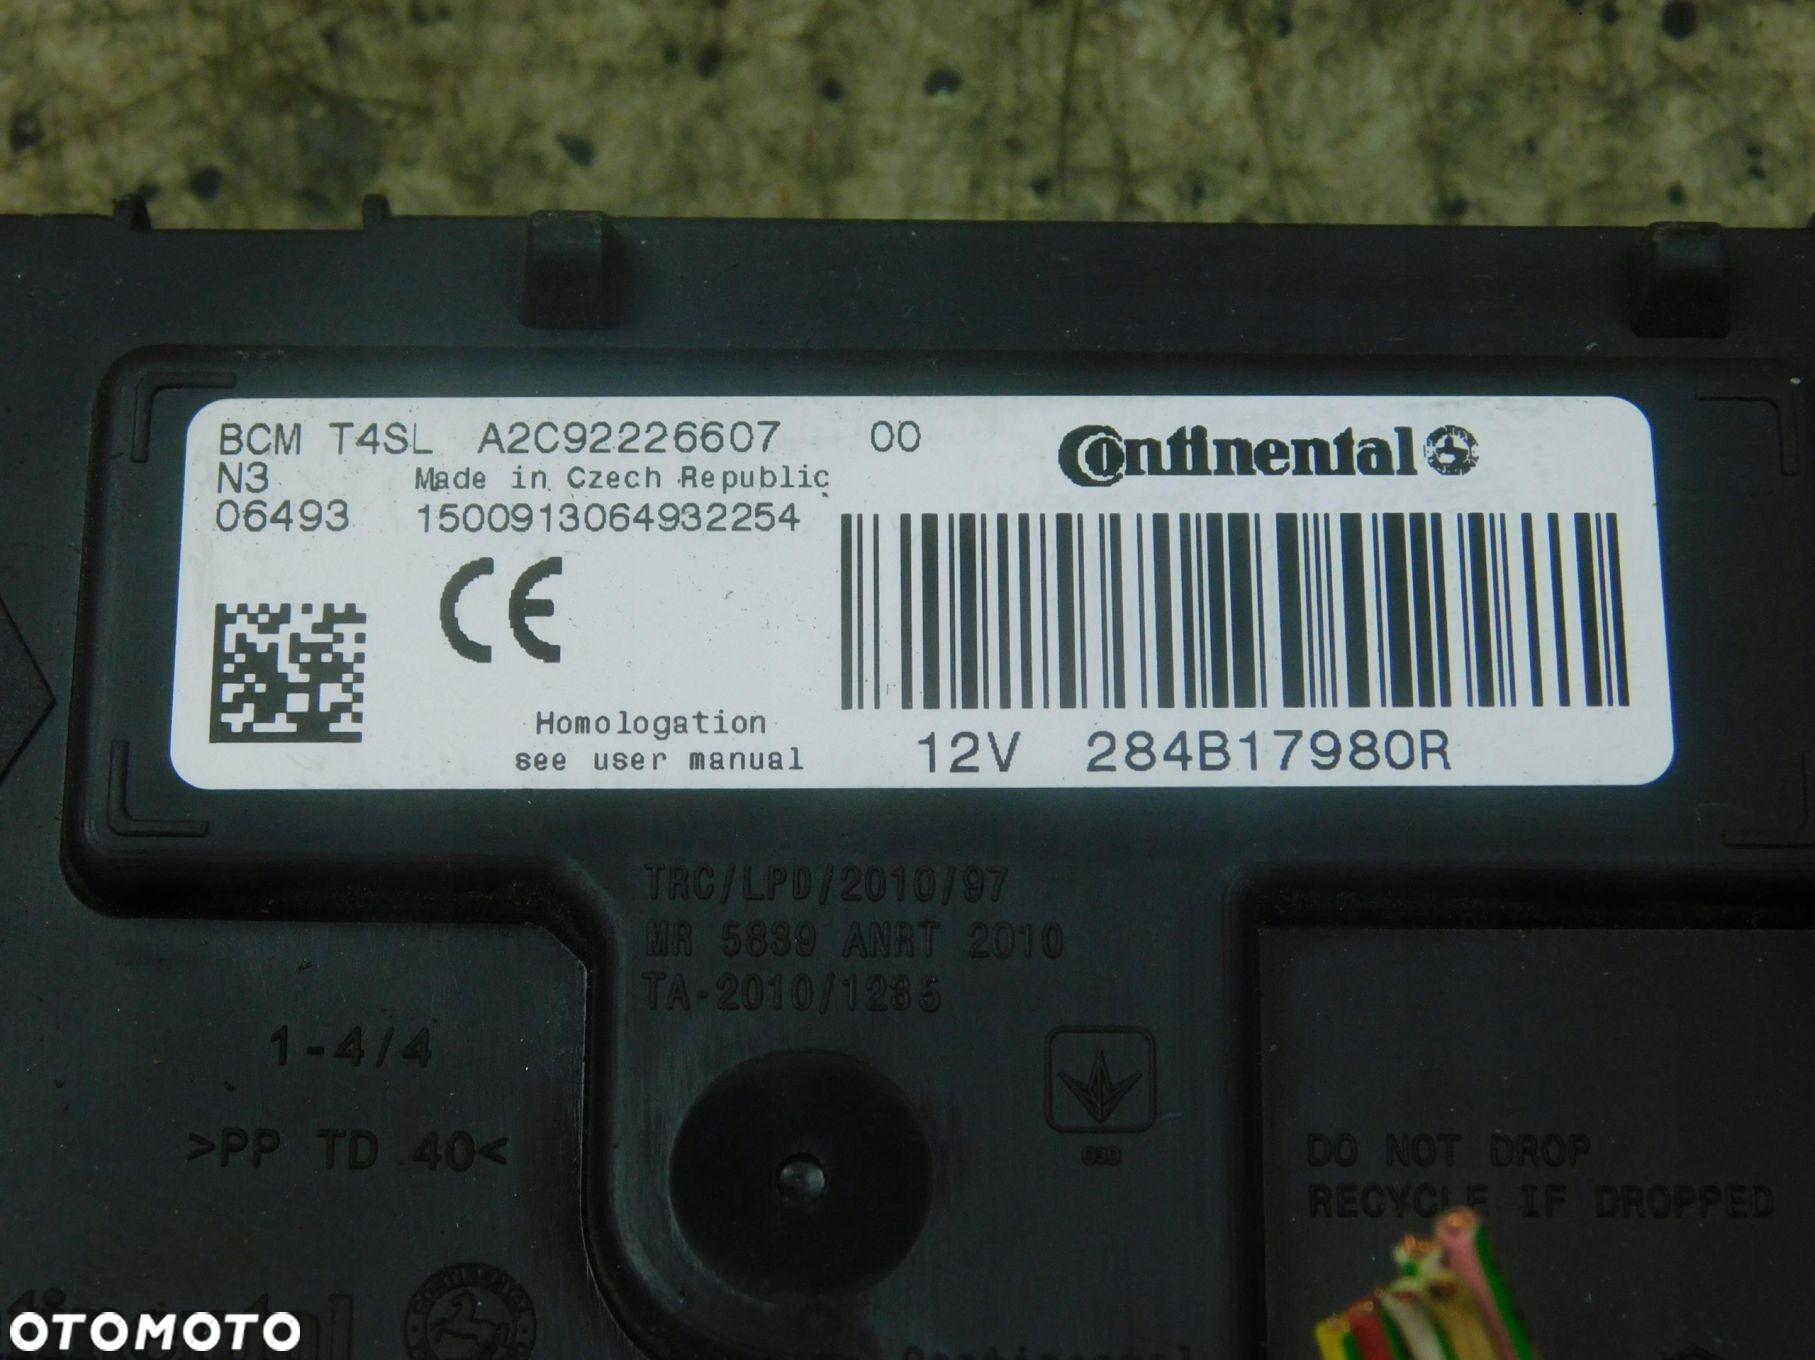 BCM T4SL A2C92226607 00
Continental
N3 Made in Czech Republic
06493 1500913064932254
CE
Homologation
see user manual
12V 284B17980R
TRC/LPD/2010/97
MR 5839 ANRT 2010
TA-2010/1235
1-4/4
>PP TD 40<
DO NOT DROP
RECYCLE IF DROPPED
CONTINENTAL
Continental
OTOMOTO